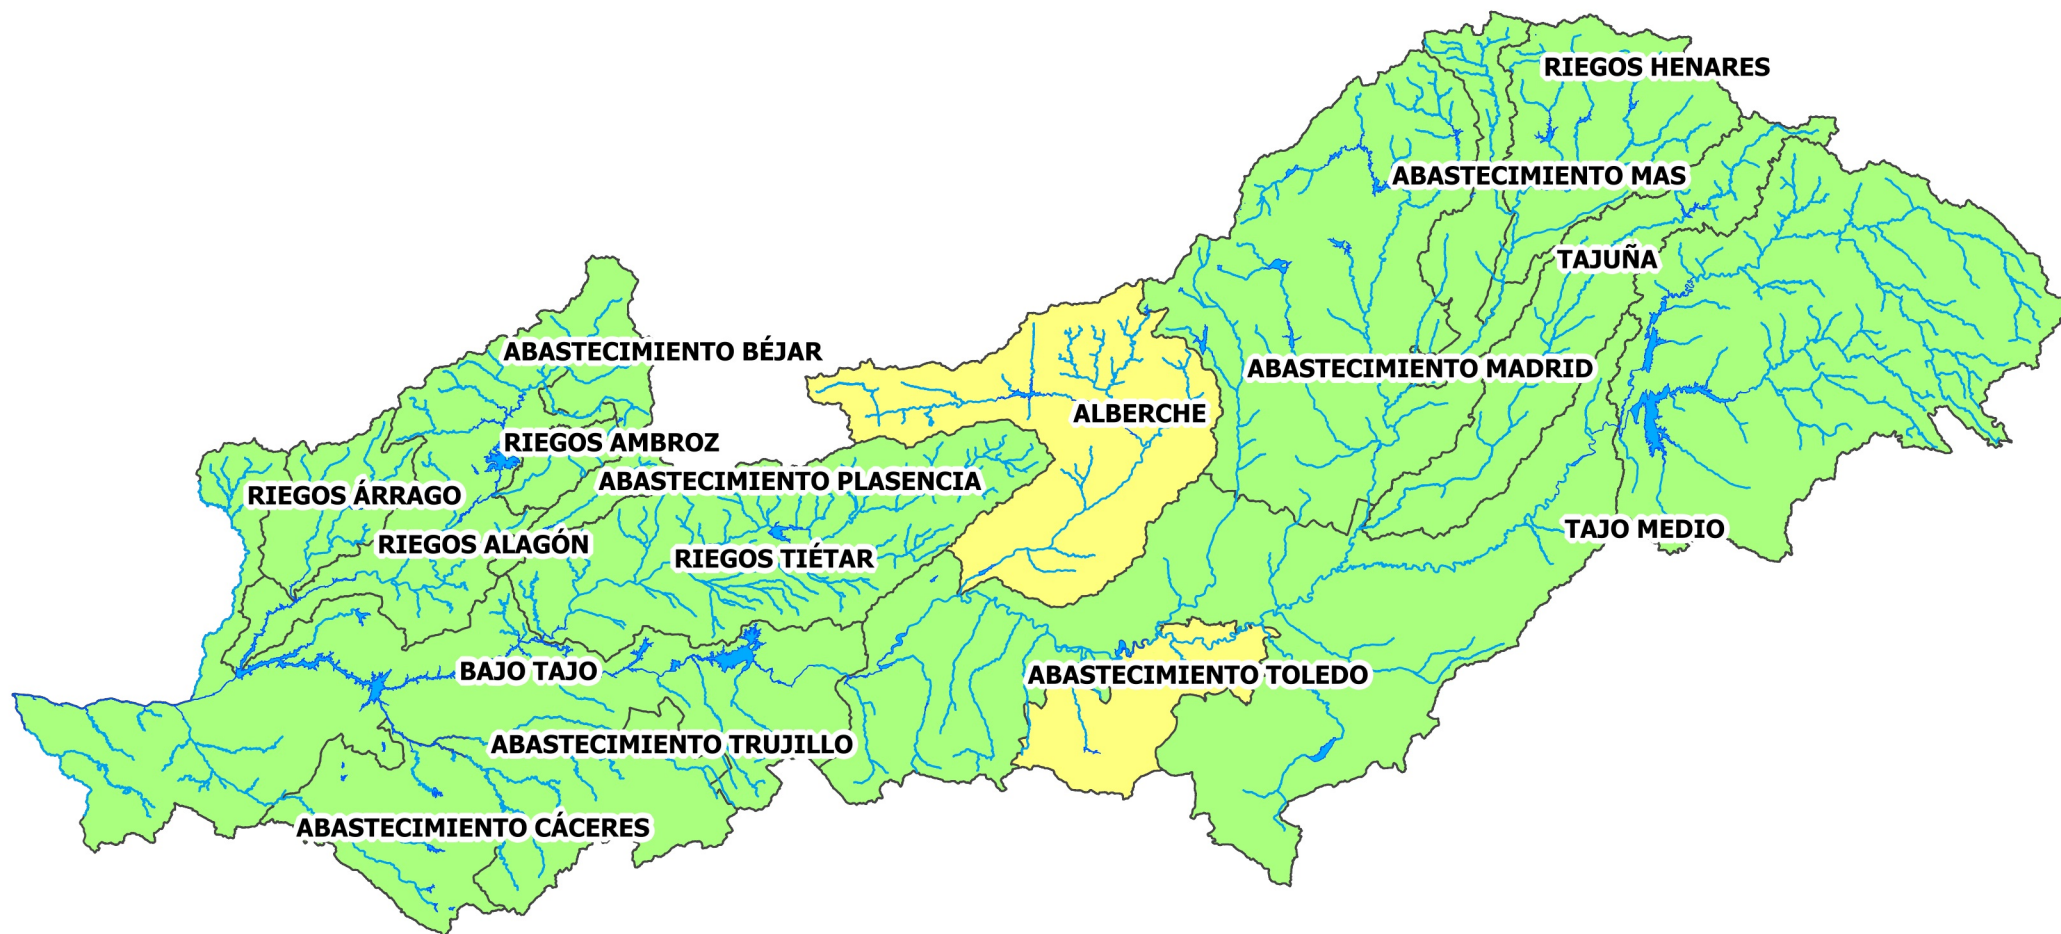 RIEGOS HENARES
ABASTECIMIENTO MAS
TAJUÑA
ABASTECIMIENTO BÉJAR
ABASTECIMIENTO MADRID
ALBERCHE
RIEGOS AMBROZ
ABASTECIMIENTO PLASENCIA
RIEGOS ÁRRAGO
TAJO MEDIO
RIEGOS ALAGÓN
RIEGOS TIÉTAR
BAJO TAJO
ABASTECIMIENTO TOLEDO
ABASTECIMIENTO TRUJILLO
ABASTECIMIENTO CÁCERES